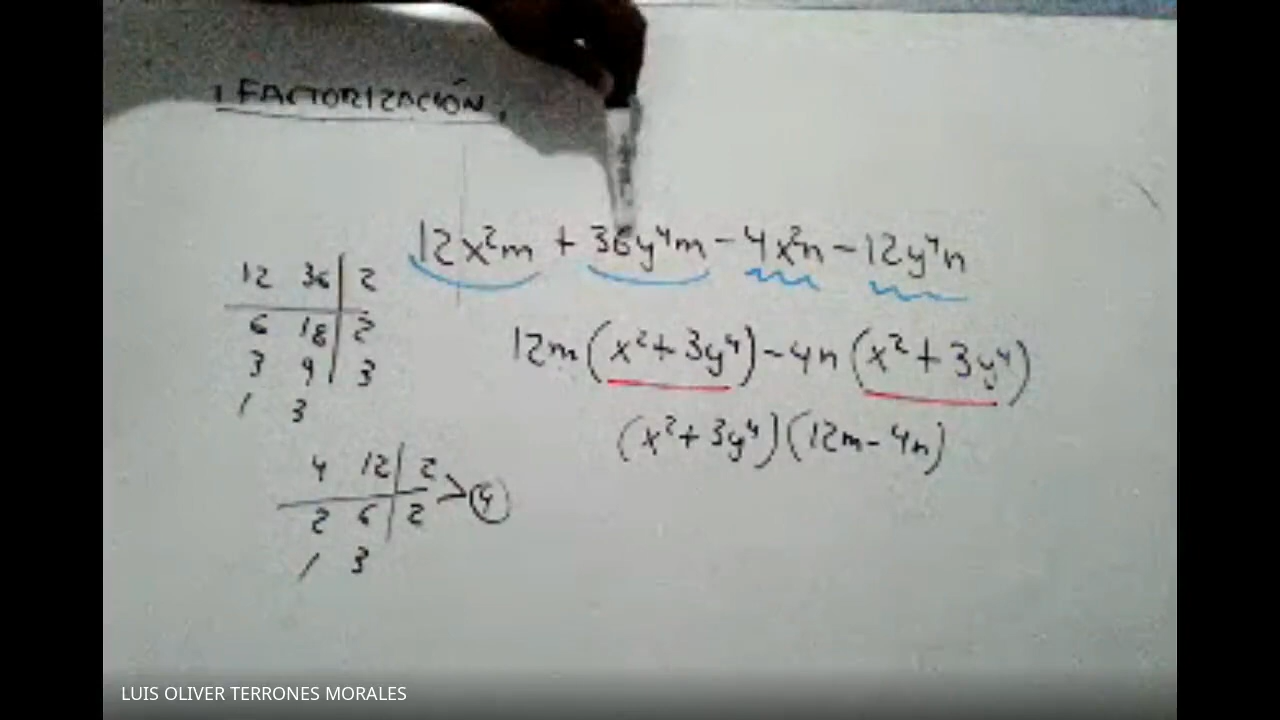 1 FACTORIZACIÓN.
12x²m + 36y⁴m - 4x²n - 12y⁴n
12 36 | 2
6 18 | 2
3 9 | 3
1 3
12m (x² + 3y⁴) - 4n (x² + 3y⁴)
(x² + 3y⁴) (12m - 4n)
4 12 | 2
2 6 | 2 > 4
1 3
LUIS OLIVER TERRONES MORALES